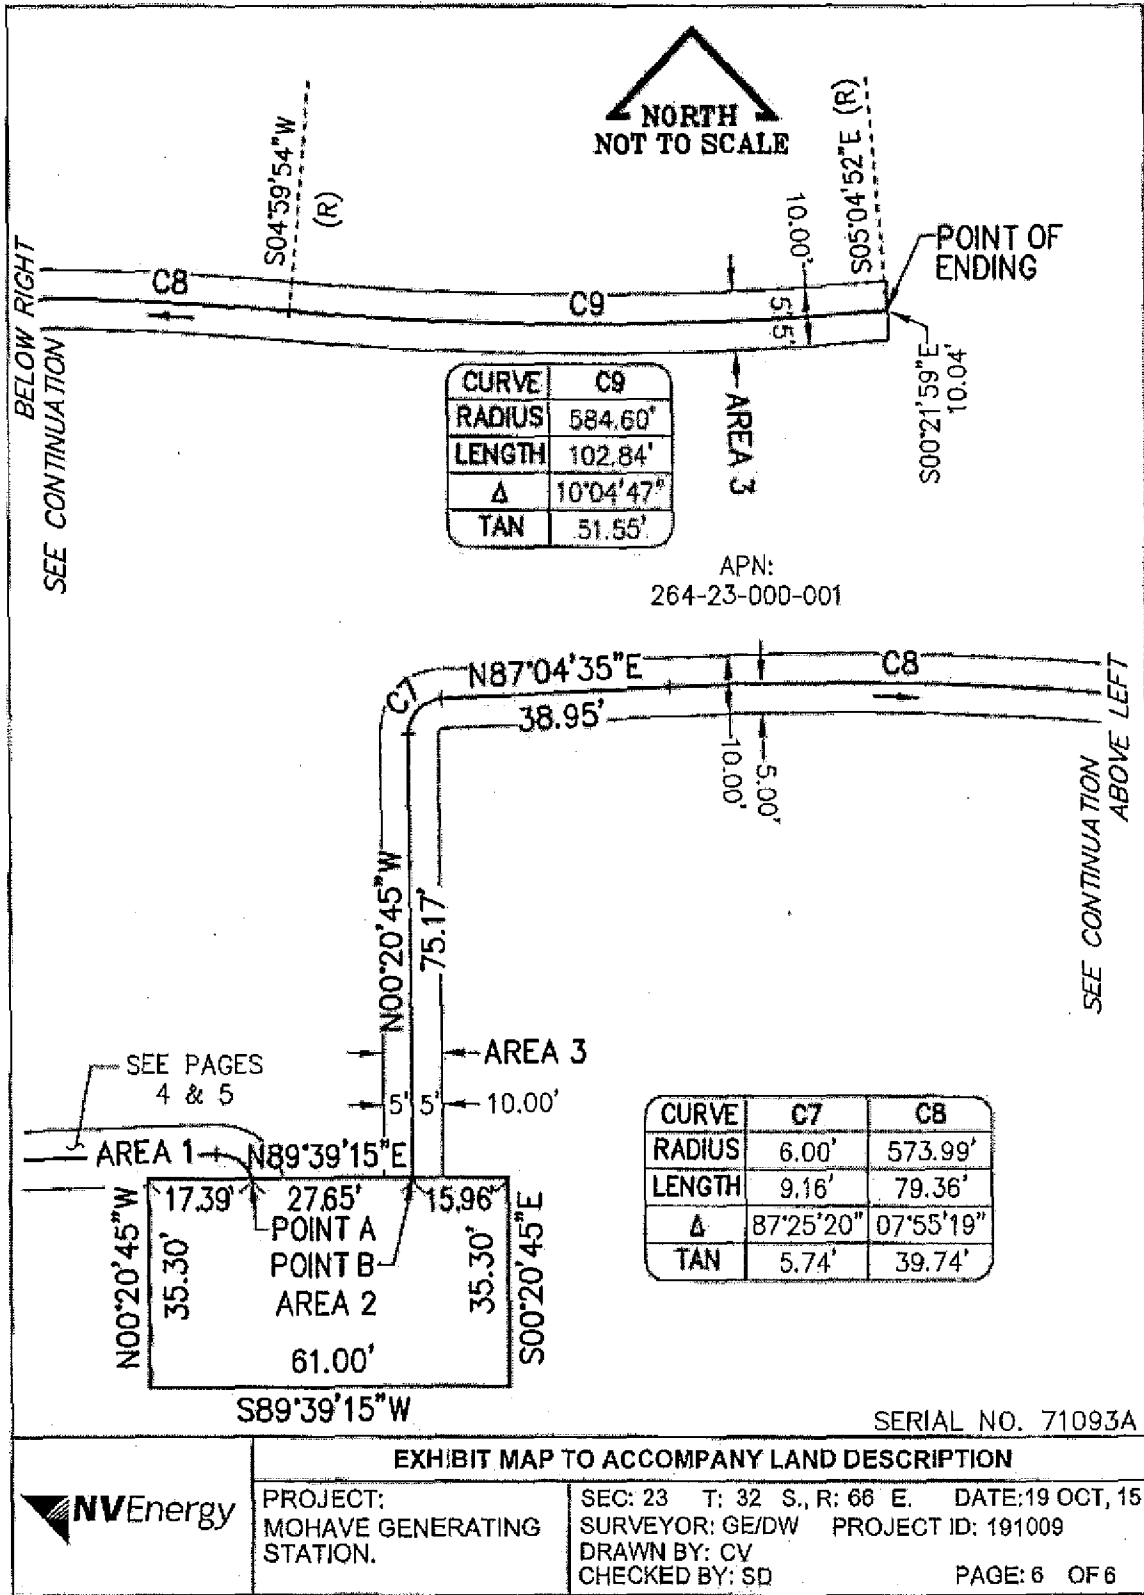 NORTH
NOT TO SCALE
S04°59'54"W
(R)
S05°04'52"E (R)
10.00'
POINT OF
ENDING
BELOW RIGHT
SEE CONTINUATION
C8
C9
5'
5'
S00°21'59"E
10.04'
AREA 3
CURVE C9
RADIUS 584.60'
LENGTH 102.84'
Δ 10°04'47"
TAN 51.55'
APN:
264-23-000-001
C7
N87°04'35"E
38.95'
C8
10.00'
5.00'
SEE CONTINUATION
ABOVE LEFT
N00°20'45"W
75.17'
AREA 3
5' 5' 10.00'
SEE PAGES
4 & 5
AREA 1
N89°39'15"E
17.39' 27.65' 15.96'
POINT A
POINT B
AREA 2
N00°20'45"W
35.30'
35.30'
S00°20'45"E
61.00'
S89°39'15"W
CURVE C7 C8
RADIUS 6.00' 573.99'
LENGTH 9.16' 79.36'
Δ 87°25'20" 07°55'19"
TAN 5.74' 39.74'
SERIAL NO. 71093A
EXHIBIT MAP TO ACCOMPANY LAND DESCRIPTION
NVEnergy
PROJECT:
MOHAVE GENERATING
STATION.
SEC: 23 T: 32 S., R: 66 E. DATE:19 OCT, 15
SURVEYOR: GE/DW PROJECT ID: 191009
DRAWN BY: CV
CHECKED BY: SD PAGE: 6 OF 6